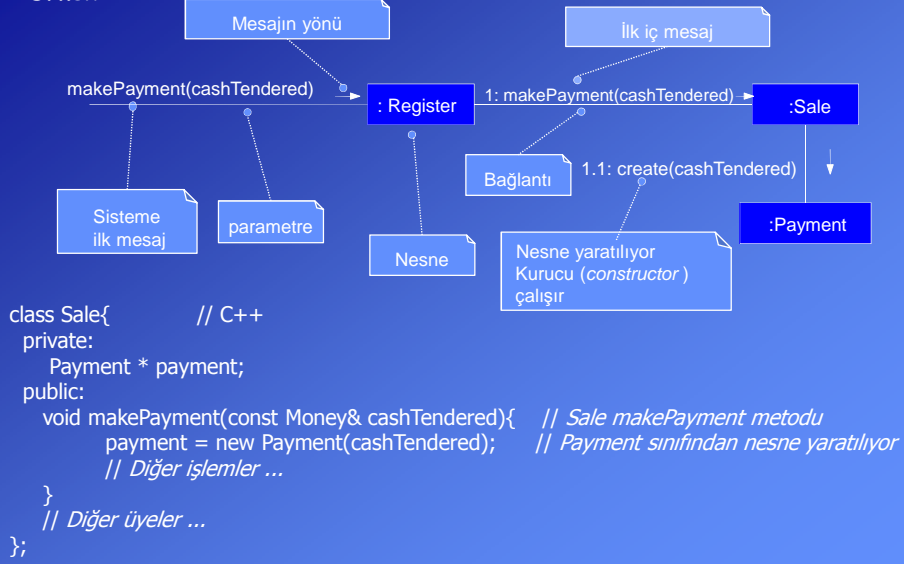 Mesajın yönü
İlk iç mesaj
makePayment(cashTendered)
: Register
1: makePayment(cashTendered)
:Sale
Bağlantı
1.1: create(cashTendered)
Sisteme
ilk mesaj
parametre
Nesne
Nesne yaratılıyor
Kurucu (constructor )
çalışır
:Payment
class Sale{ // C++
private:
Payment * payment;
public:
void makePayment(const Money& cashTendered){ // Sale makePayment metodu
payment = new Payment(cashTendered); // Payment sınıfından nesne yaratılıyor
// Diğer işlemler ...
}
// Diğer üyeler ...
};